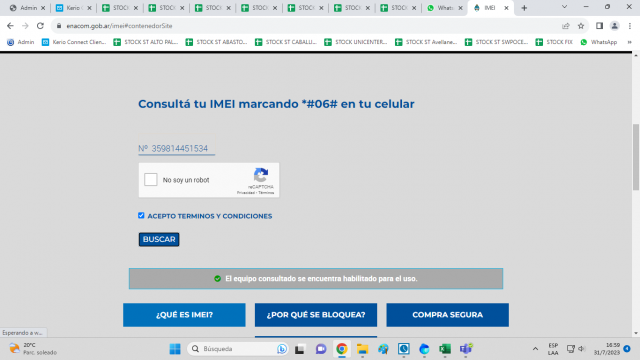 Admin
Kerio
STOCK
STOCK
STOCK
STOCK
STOCK
STOCK
STOCK
Whats
IMEI
enacom.gob.ar/imei#contenedorSite
Admin
Kerio Connect Clien...
STOCK ST ALTO PAL...
STOCK ST ABASTO...
STOCK ST CABALLI...
STOCK UNICENTER...
STOCK ST Avellane...
STOCK ST SWPOCE...
STOCK FIX
WhatsApp
»
Consultá tu IMEI marcando *#06# en tu celular
Nº 359814451534
No soy un robot
reCAPTCHA
Privacidad - Términos
ACEPTO TERMINOS Y CONDICIONES
BUSCAR
El equipo consultado se encuentra habilitado para el uso.
¿QUÉ ES IMEI?
¿POR QUÉ SE BLOQUEA?
COMPRA SEGURA
Esperando a w...
20°C
Parc. soleado
Búsqueda
ESP
LAA
16:59
31/7/2023